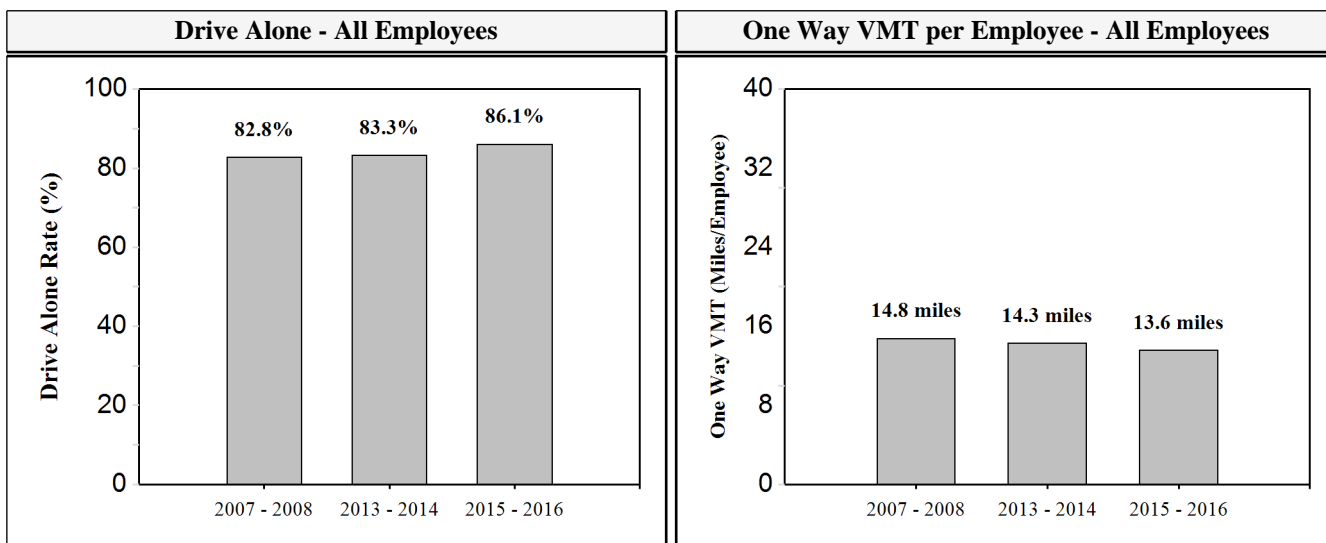 Drive Alone - All Employees
Drive Alone Rate (%)
100
80
60
40
20
0
82.8%
83.3%
86.1%
2007 - 2008
2013 - 2014
2015 - 2016
One Way VMT per Employee - All Employees
One Way VMT (Miles/Employee)
40
32
24
16
8
0
14.8 miles
14.3 miles
13.6 miles
2007 - 2008
2013 - 2014
2015 - 2016